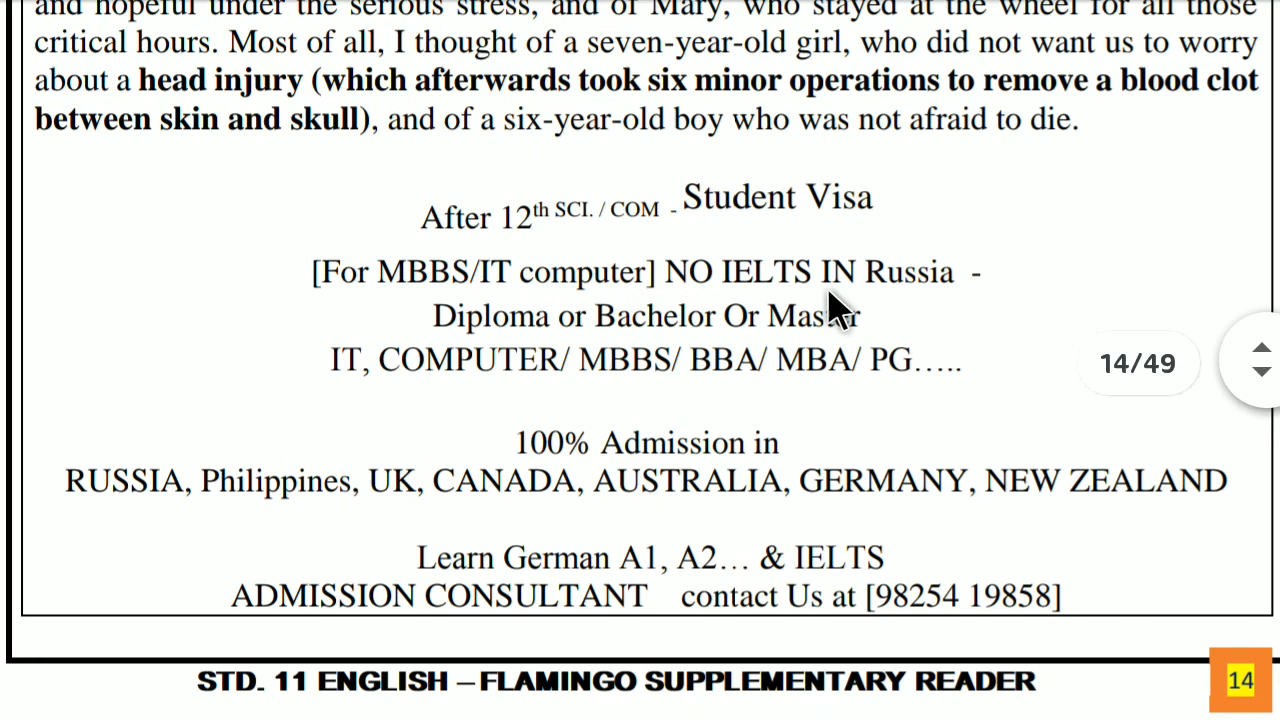 and hopeful under the serious stress, and of Mary, who stayed at the wheel for all those
critical hours. Most of all, I thought of a seven-year-old girl, who did not want us to worry
about a head injury (which afterwards took six minor operations to remove a blood clot
between skin and skull), and of a six-year-old boy who was not afraid to die.
After 12th SCI. / COM - Student Visa
[For MBBS/IT computer] NO IELTS IN Russia -
Diploma or Bachelor Or Master
IT, COMPUTER/ MBBS/ BBA/ MBA/ PG…..
14/49
100% Admission in
RUSSIA, Philippines, UK, CANADA, AUSTRALIA, GERMANY, NEW ZEALAND
Learn German A1, A2… & IELTS
ADMISSION CONSULTANT contact Us at [98254 19858]
STD. 11 ENGLISH – FLAMINGO SUPPLEMENTARY READER
14